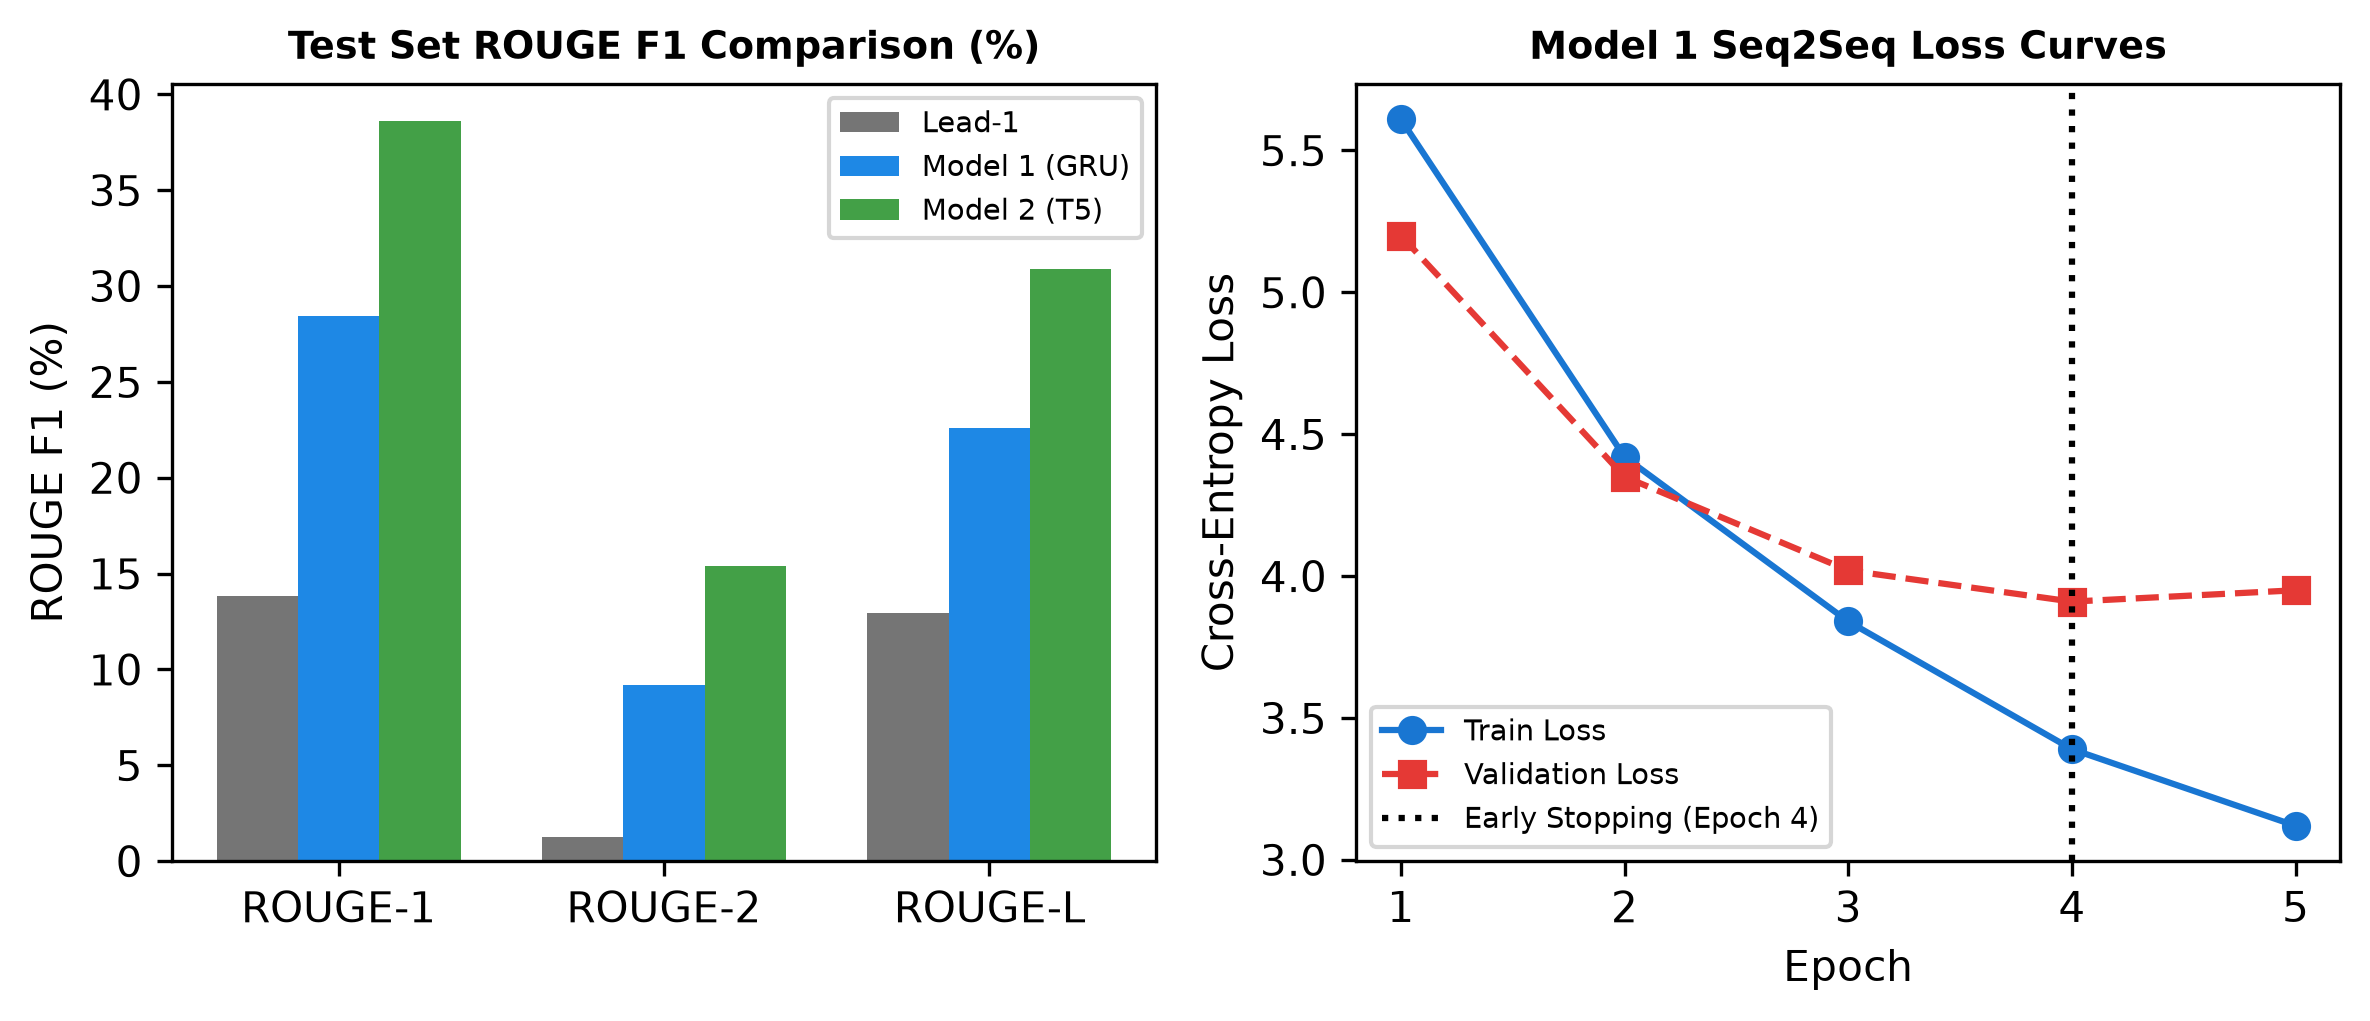 Test Set ROUGE F1 Comparison (%)
ROUGE F1 (%)
40
35
30
25
20
15
10
5
0
ROUGE-1 ROUGE-2 ROUGE-L
Lead-1
Model 1 (GRU)
Model 2 (T5)
Model 1 Seq2Seq Loss Curves
Cross-Entropy Loss
5.5
5.0
4.5
4.0
3.5
3.0
Train Loss
Validation Loss
Early Stopping (Epoch 4)
1 2 3 4 5
Epoch